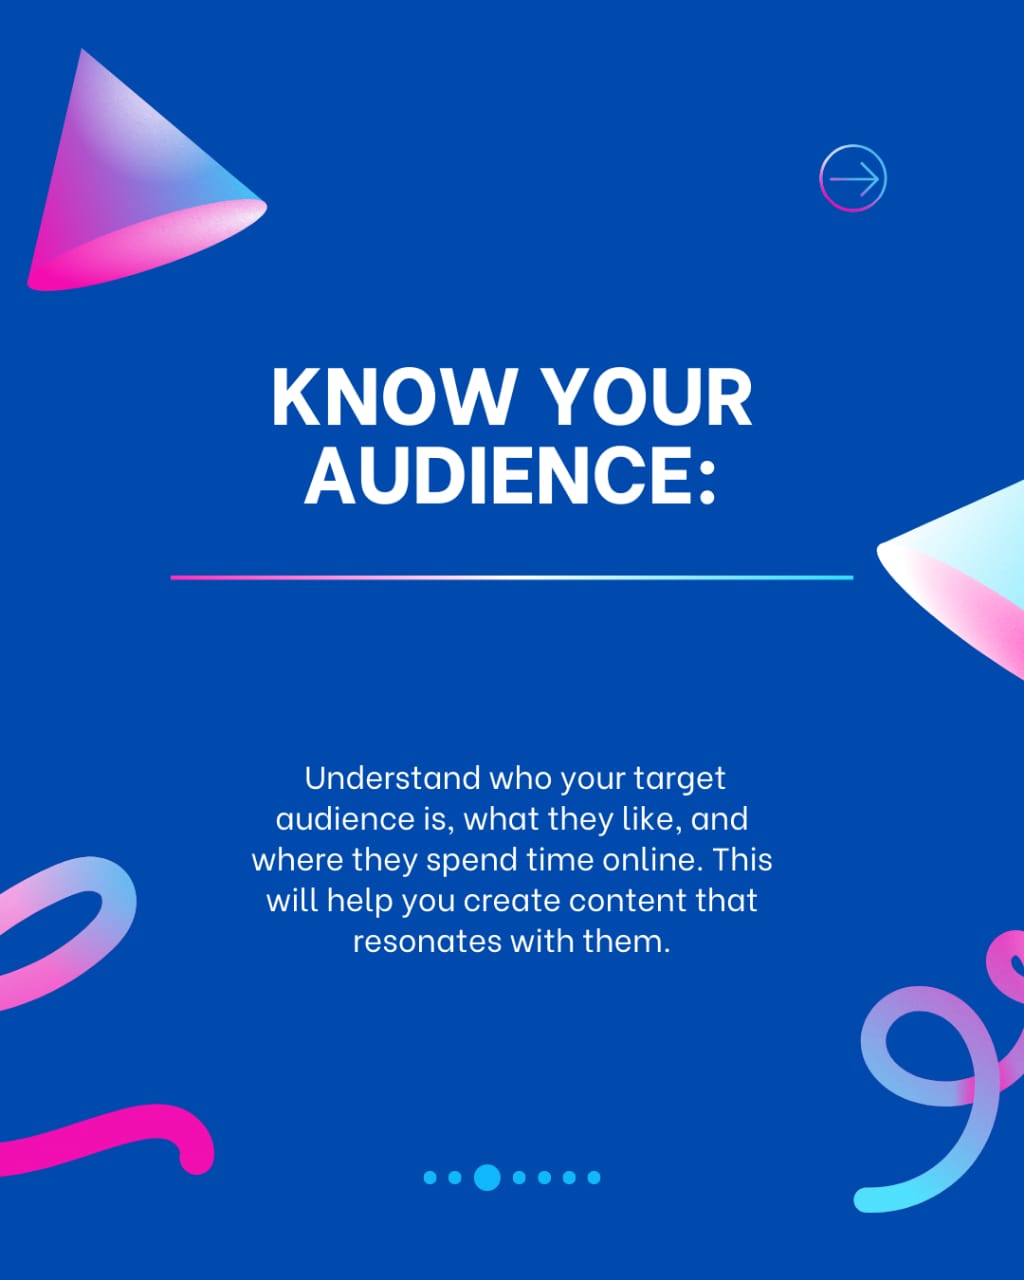 KNOW YOUR
AUDIENCE:
Understand who your target
audience is, what they like, and
where they spend time online. This
will help you create content that
resonates with them.